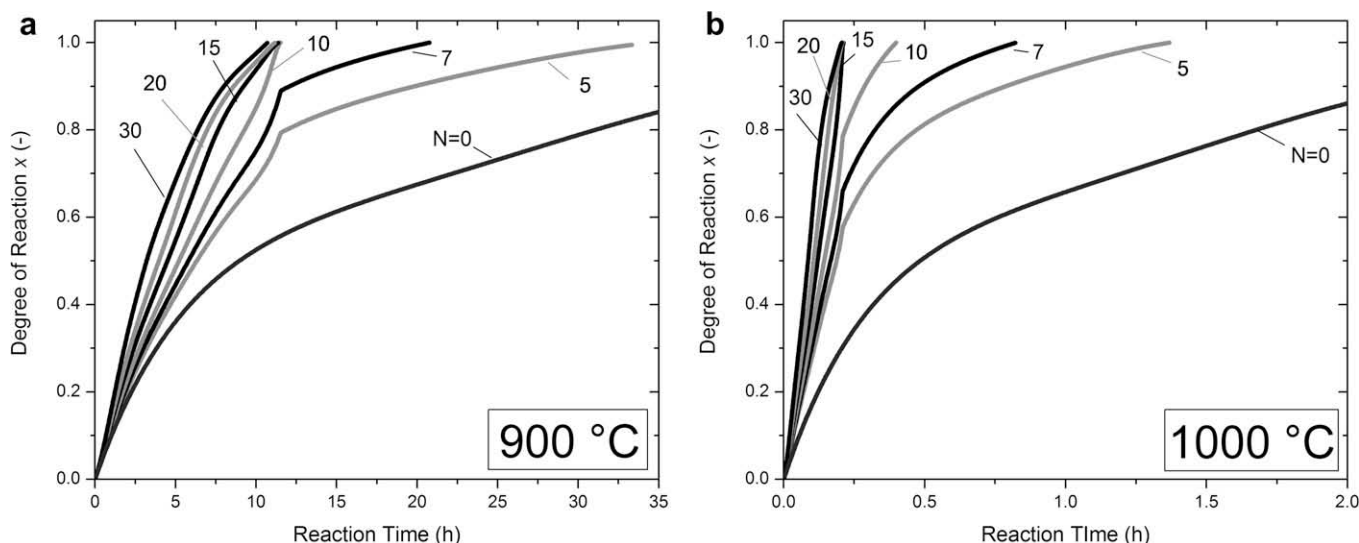 a
1.0
0.8
0.6
0.4
0.2
0.0
Degree of Reaction x (-)
15
10
20
30
7
5
N=0
900 °C
0 5 10 15 20 25 30 35
Reaction Time (h)
b
1.0
0.8
0.6
0.4
0.2
0.0
Degree of Reaction x (-)
20
15
10
30
7
5
N=0
1000 °C
0.0 0.5 1.0 1.5 2.0
Reaction TIme (h)